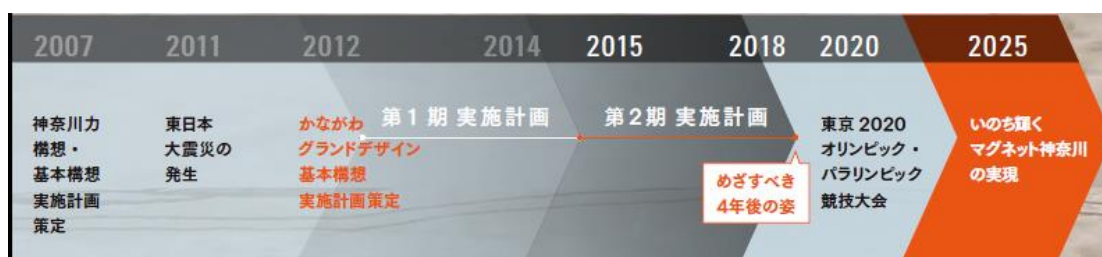 2007
2011
2012
2014
2015
2018
2020
2025
神奈川力
構想・
基本構想
実施計画
策定
東日本
大震災の
発生
かながわ
グランドデザイン
基本構想
実施計画策定
第1期 実施計画
第2期 実施計画
めざすべき
4年後の姿
東京 2020
オリンピック・
パラリンピック
競技大会
いのち輝く
マグネット神奈川
の実現